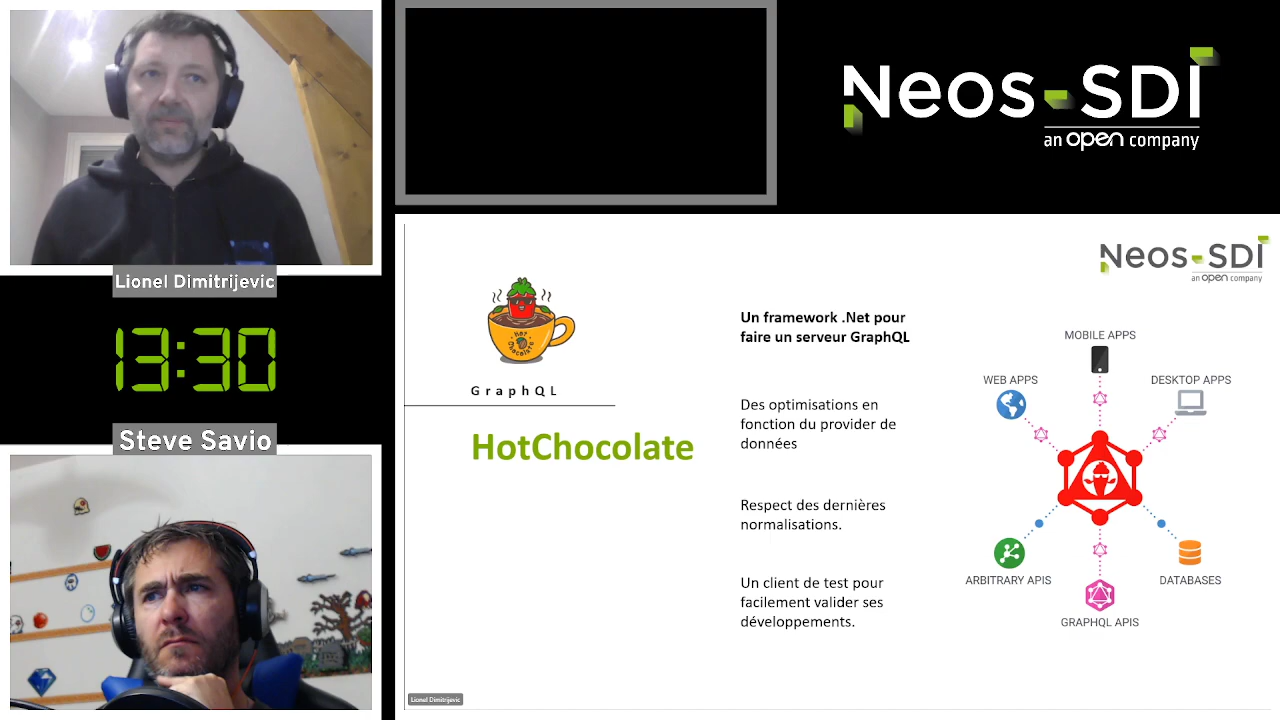 Lionel Dimitrijevic
13:30
Steve Savio
Neos-SDI
an open company
Neos-SDI
an open company
Hot
Chocolate
GraphQL
HotChocolate
Un framework .Net pour
faire un serveur GraphQL
Des optimisations en
fonction du provider de
données
Respect des dernières
normalisations.
Un client de test pour
facilement valider ses
développements.
MOBILE APPS
WEB APPS
DESKTOP APPS
ARBITRARY APIS
DATABASES
GRAPHQL APIS
Lionel Dimitrijevic